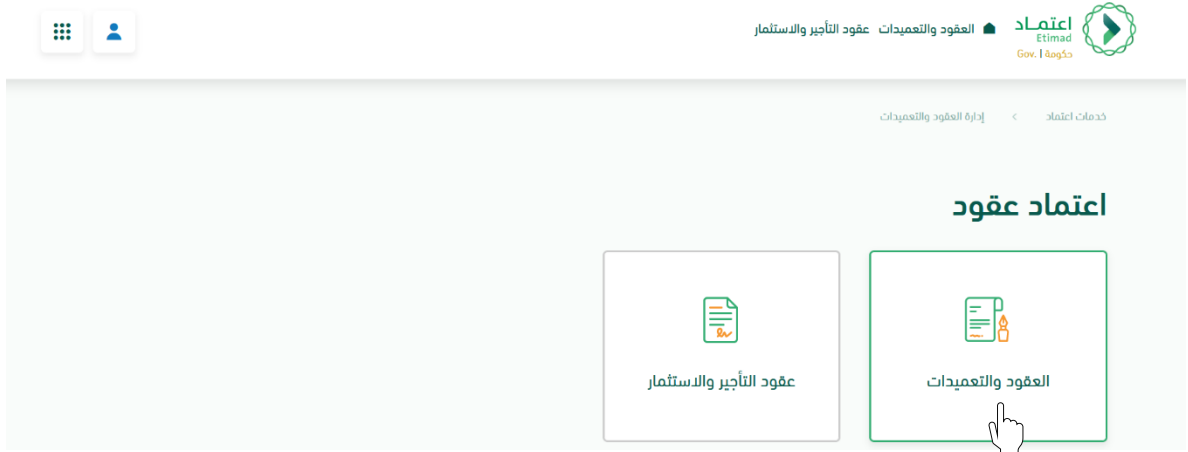 اعتمـاد
Etimad
حكومة | Gov.
العقود والتعميدات عقود التأجير والاستثمار
خدمات اعتماد > إدارة العقود والتعميدات
اعتماد عقود
العقود والتعميدات
عقود التأجير والاستثمار